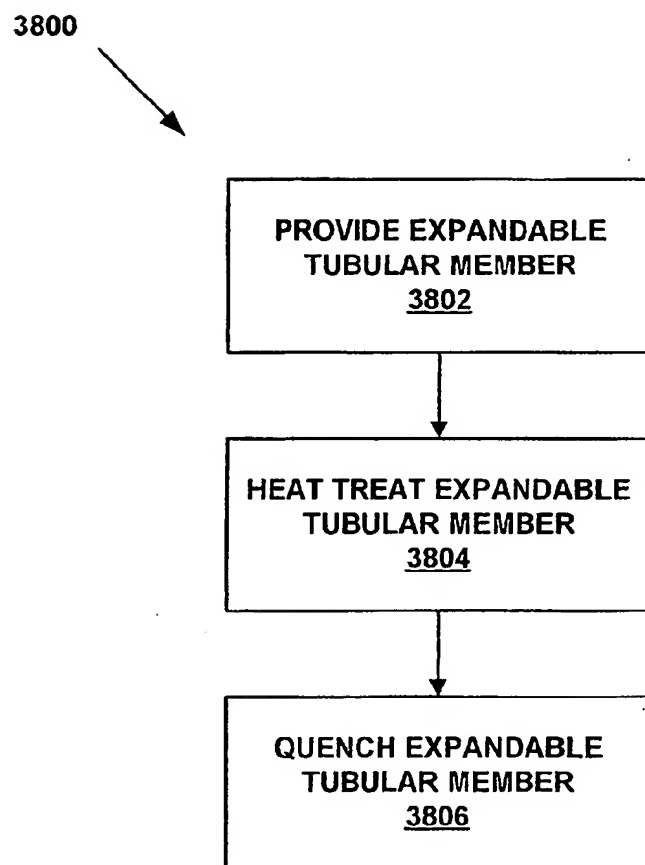 3800
PROVIDE EXPANDABLE
TUBULAR MEMBER
3802
HEAT TREAT EXPANDABLE
TUBULAR MEMBER
3804
QUENCH EXPANDABLE
TUBULAR MEMBER
3806